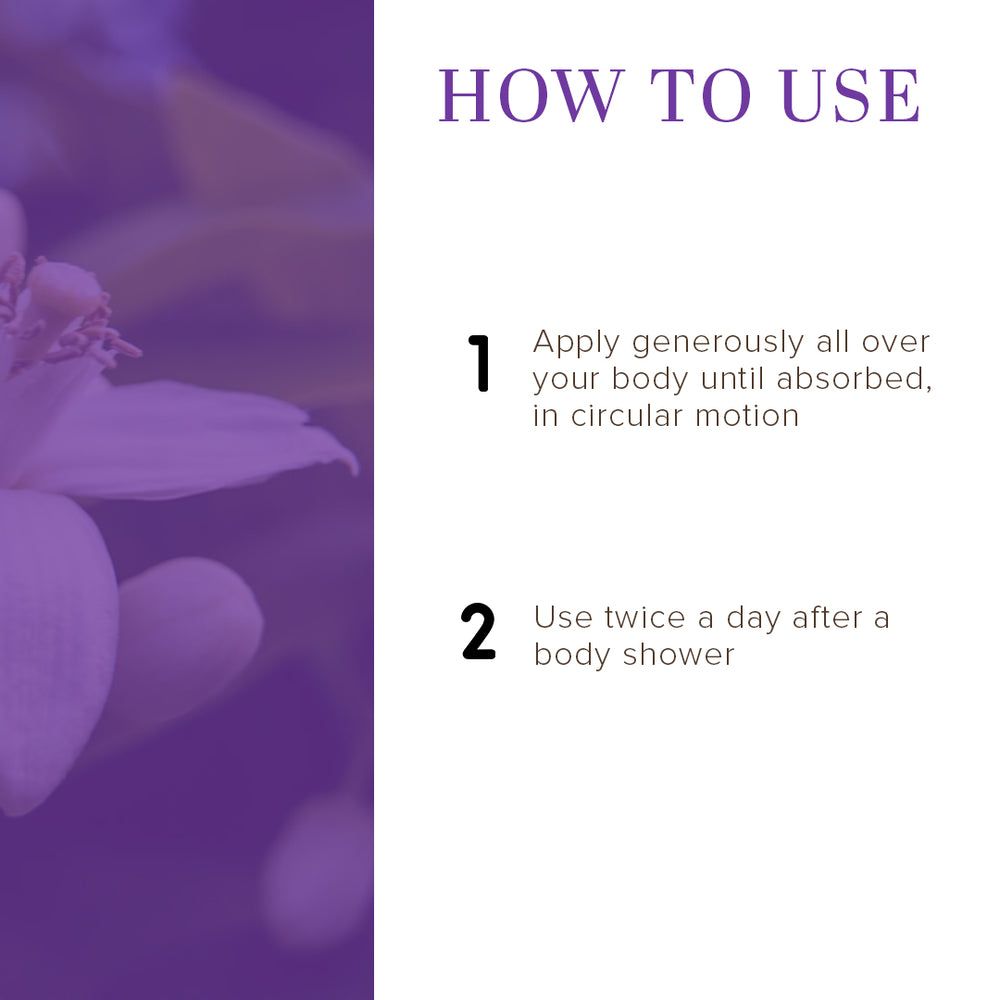 HOW TO USE
1
Apply generously all over
your body until absorbed,
in circular motion
2
Use twice a day after a
body shower